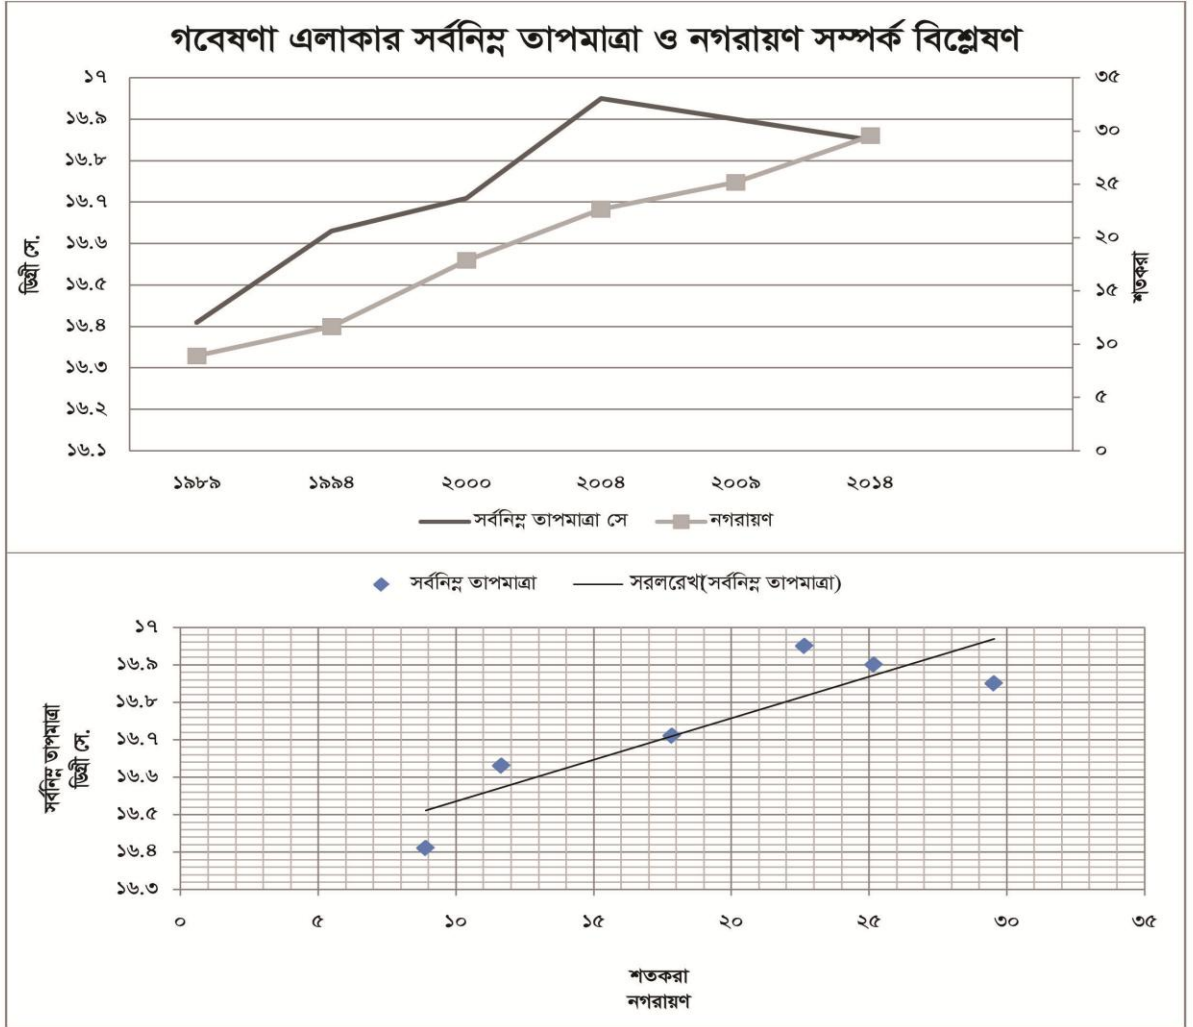 গবেষণা এলাকার সর্বনিম্ন তাপমাত্রা ও নগরায়ণ সম্পর্ক বিশ্লেষণ
১৭
১৬.৯
১৬.৮
১৬.৭
১৬.৬
১৬.৫
১৬.৪
১৬.৩
১৬.২
১৬.১
ডিগ্রী সে.
৩৫
৩০
২৫
২০
১৫
১০
৫
০
শতকরা
১৯৮৯ ১৯৯৪ ২০০০ ২০০৪ ২০০৯ ২০১৪
সর্বনিম্ন তাপমাত্রা সে নগরায়ণ
সর্বনিম্ন তাপমাত্রা সরলরেখা(সর্বনিম্ন তাপমাত্রা)
১৭
১৬.৯
১৬.৮
১৬.৭
১৬.৬
১৬.৫
১৬.৪
১৬.৩
সর্বনিম্ন তাপমাত্রা
ডিগ্রী সে.
০ ৫ ১০ ১৫ ২০ ২৫ ৩০ ৩৫
শতকরা
নগরায়ণ